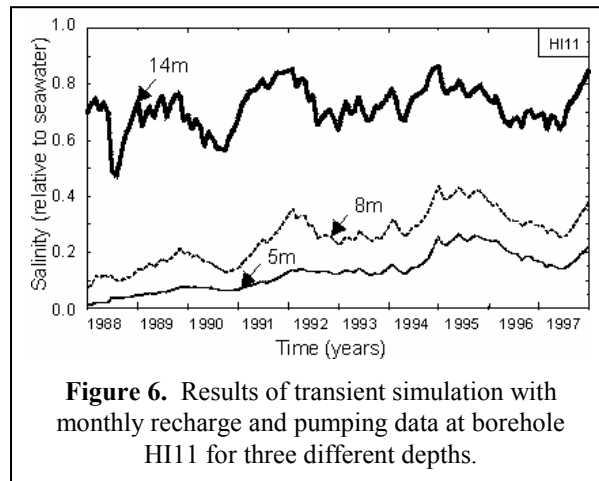 1.0
HI11
14m
0.8
0.6
Salinity (relative to seawater)
0.4
8m
0.2
5m
0.0
1988 1989 1990 1991 1992 1993 1994 1995 1996 1997
Time (years)
Figure 6. Results of transient simulation with
monthly recharge and pumping data at borehole
HI11 for three different depths.